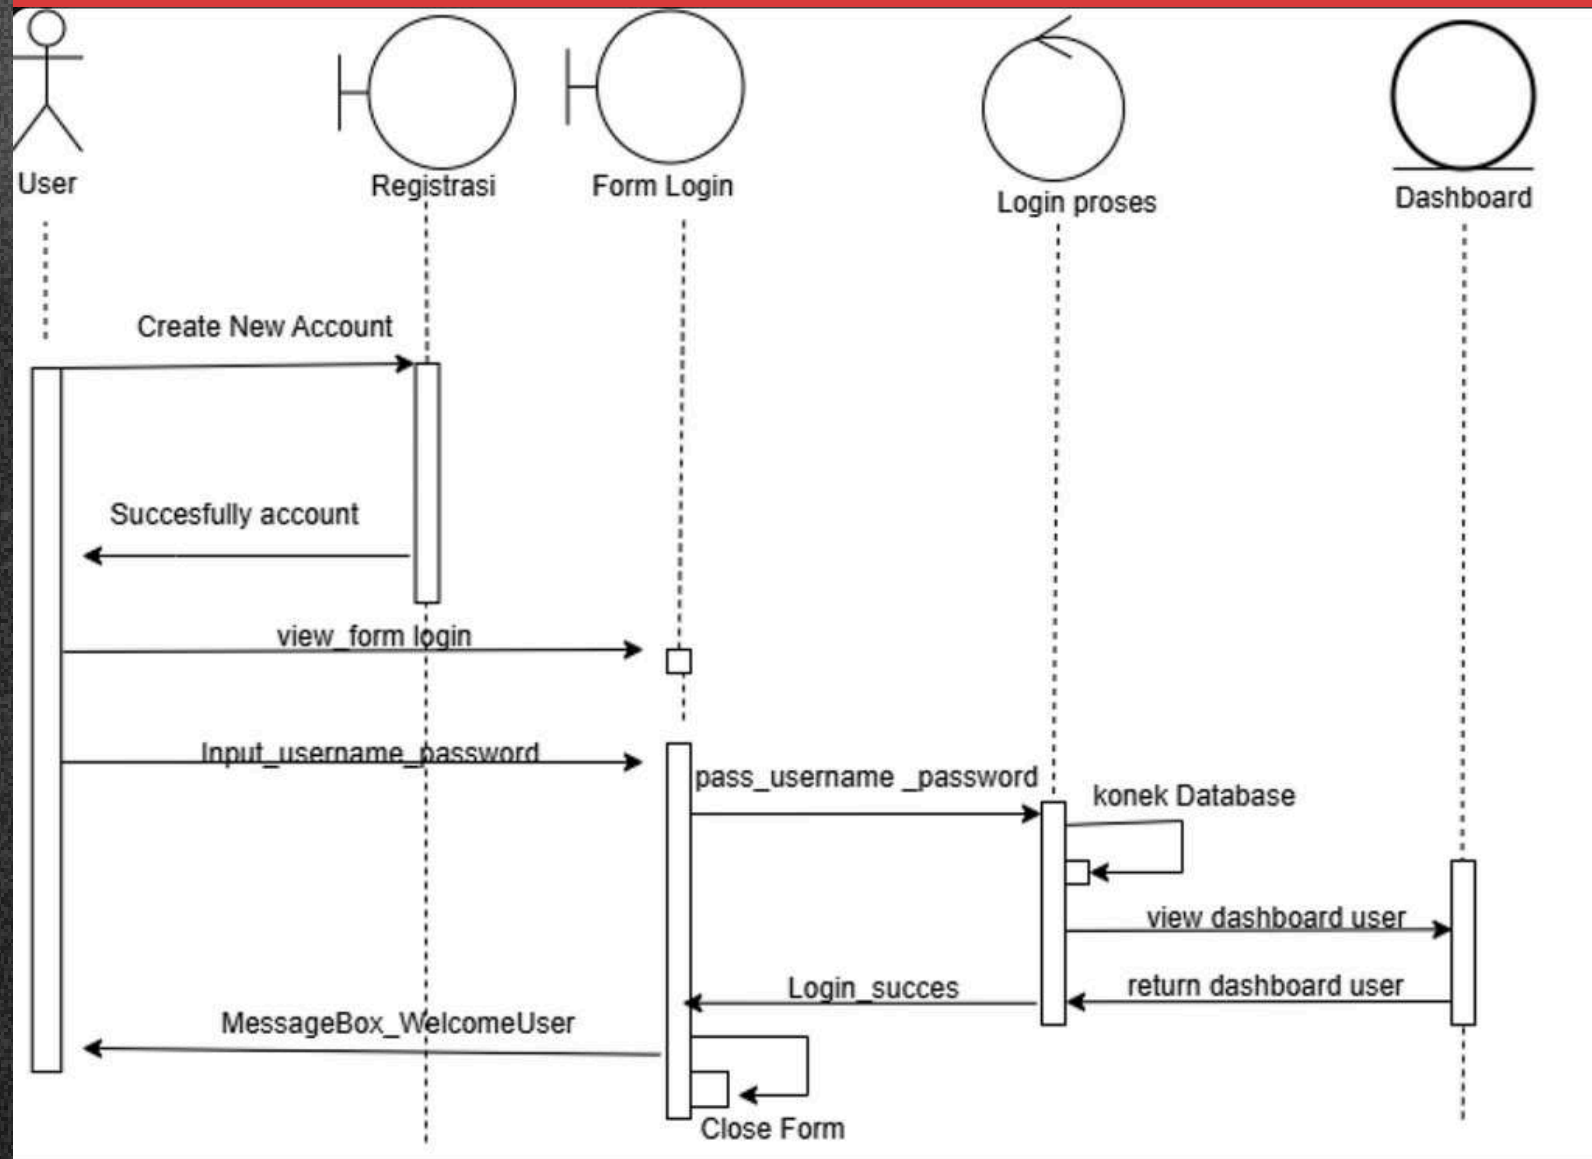 User
Registrasi
Form Login
Login proses
Dashboard
Create New Account
Succesfully account
view_form login
Input_username_password
pass_username _password
konek Database
view dashboard user
return dashboard user
Login_succes
MessageBox_WelcomeUser
Close Form